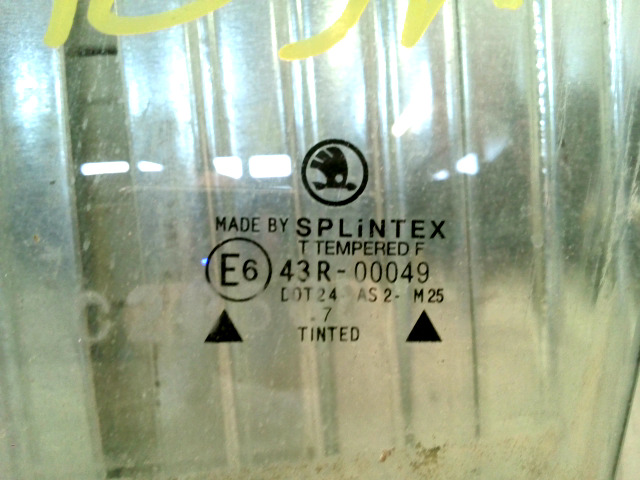 MADE BY SPLiNTEX
T TEMPERED F
E6 43R-00049
DOT24 AS2- M25
.7
TINTED